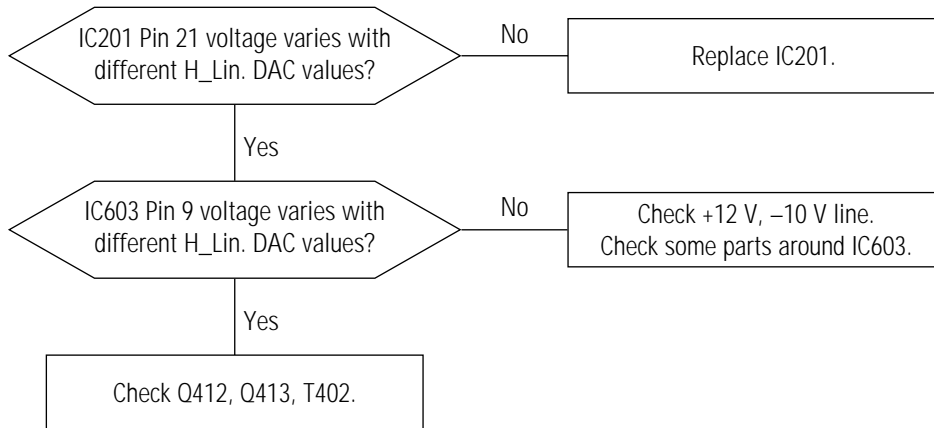 IC201 Pin 21 voltage varies with
different H_Lin. DAC values?
No
Replace IC201.
Yes
IC603 Pin 9 voltage varies with
different H_Lin. DAC values?
No
Check +12 V, –10 V line.
Check some parts around IC603.
Yes
Check Q412, Q413, T402.